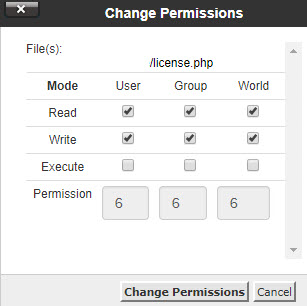 Change Permissions
File(s):
/license.php
Mode User Group World
Read
Write
Execute
Permission 6 6 6
Change Permissions Cancel